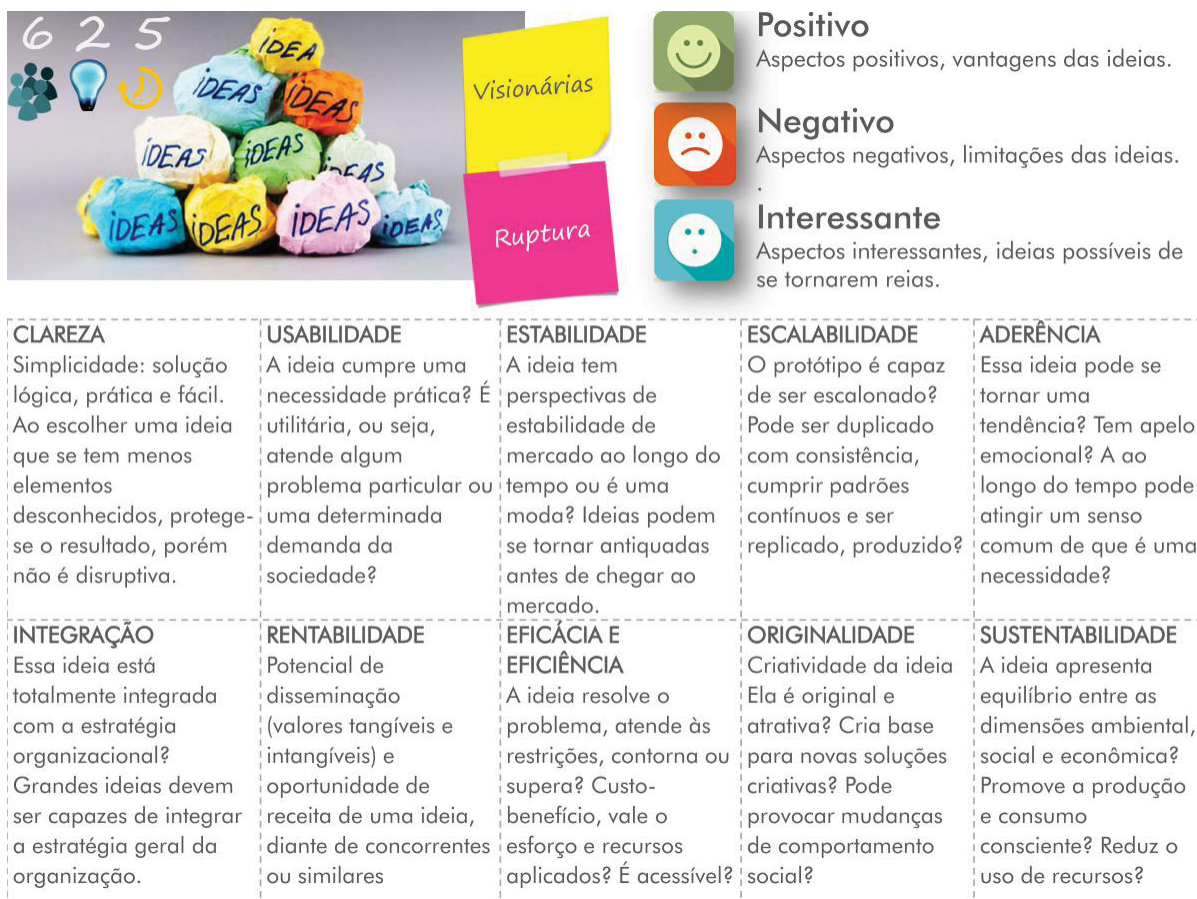 6 2 5
IDEA
IDEAS
IDEAS
IDEAS
IDEAS
IDEAS
IDEAS
IDEAS
IDEAS
IDEAS
Visionárias
Ruptura
Positivo
Aspectos positivos, vantagens das ideias.
Negativo
Aspectos negativos, limitações das ideias.
.
Interessante
Aspectos interessantes, ideias possíveis de
se tornarem reias.
CLAREZA
Simplicidade: solução
lógica, prática e fácil.
Ao escolher uma ideia
que se tem menos
elementos
desconhecidos, protege-
se o resultado, porém
não é disruptiva.
USABILIDADE
A ideia cumpre uma
necessidade prática? É
utilitária, ou seja,
atende algum
problema particular ou
uma determinada
demanda da
sociedade?
ESTABILIDADE
A ideia tem
perspectivas de
estabilidade de
mercado ao longo do
tempo ou é uma
moda? Ideias podem
se tornar antiquadas
antes de chegar ao
mercado.
ESCALABILIDADE
O protótipo é capaz
de ser escalonado?
Pode ser duplicado
com consistência,
cumprir padrões
contínuos e ser
replicado, produzido?
ADERÊNCIA
Essa ideia pode se
tornar uma
tendência? Tem apelo
emocional? A ao
longo do tempo pode
atingir um senso
comum de que é uma
necessidade?
INTEGRAÇÃO
Essa ideia está
totalmente integrada
com a estratégia
organizacional?
Grandes ideias devem
ser capazes de integrar
a estratégia geral da
organização.
RENTABILIDADE
Potencial de
disseminação
(valores tangíveis e
intangíveis) e
oportunidade de
receita de uma ideia,
diante de concorrentes
ou similares
EFICÁCIA E
EFICIÊNCIA
A ideia resolve o
problema, atende às
restrições, contorna ou
supera? Custo-
benefício, vale o
esforço e recursos
aplicados? É acessível?
ORIGINALIDADE
Criatividade da ideia
Ela é original e
atrativa? Cria base
para novas soluções
criativas? Pode
provocar mudanças
de comportamento
social?
SUSTENTABILIDADE
A ideia apresenta
equilíbrio entre as
dimensões ambiental,
social e econômica?
Promove a produção
e consumo
consciente? Reduz o
uso de recursos?